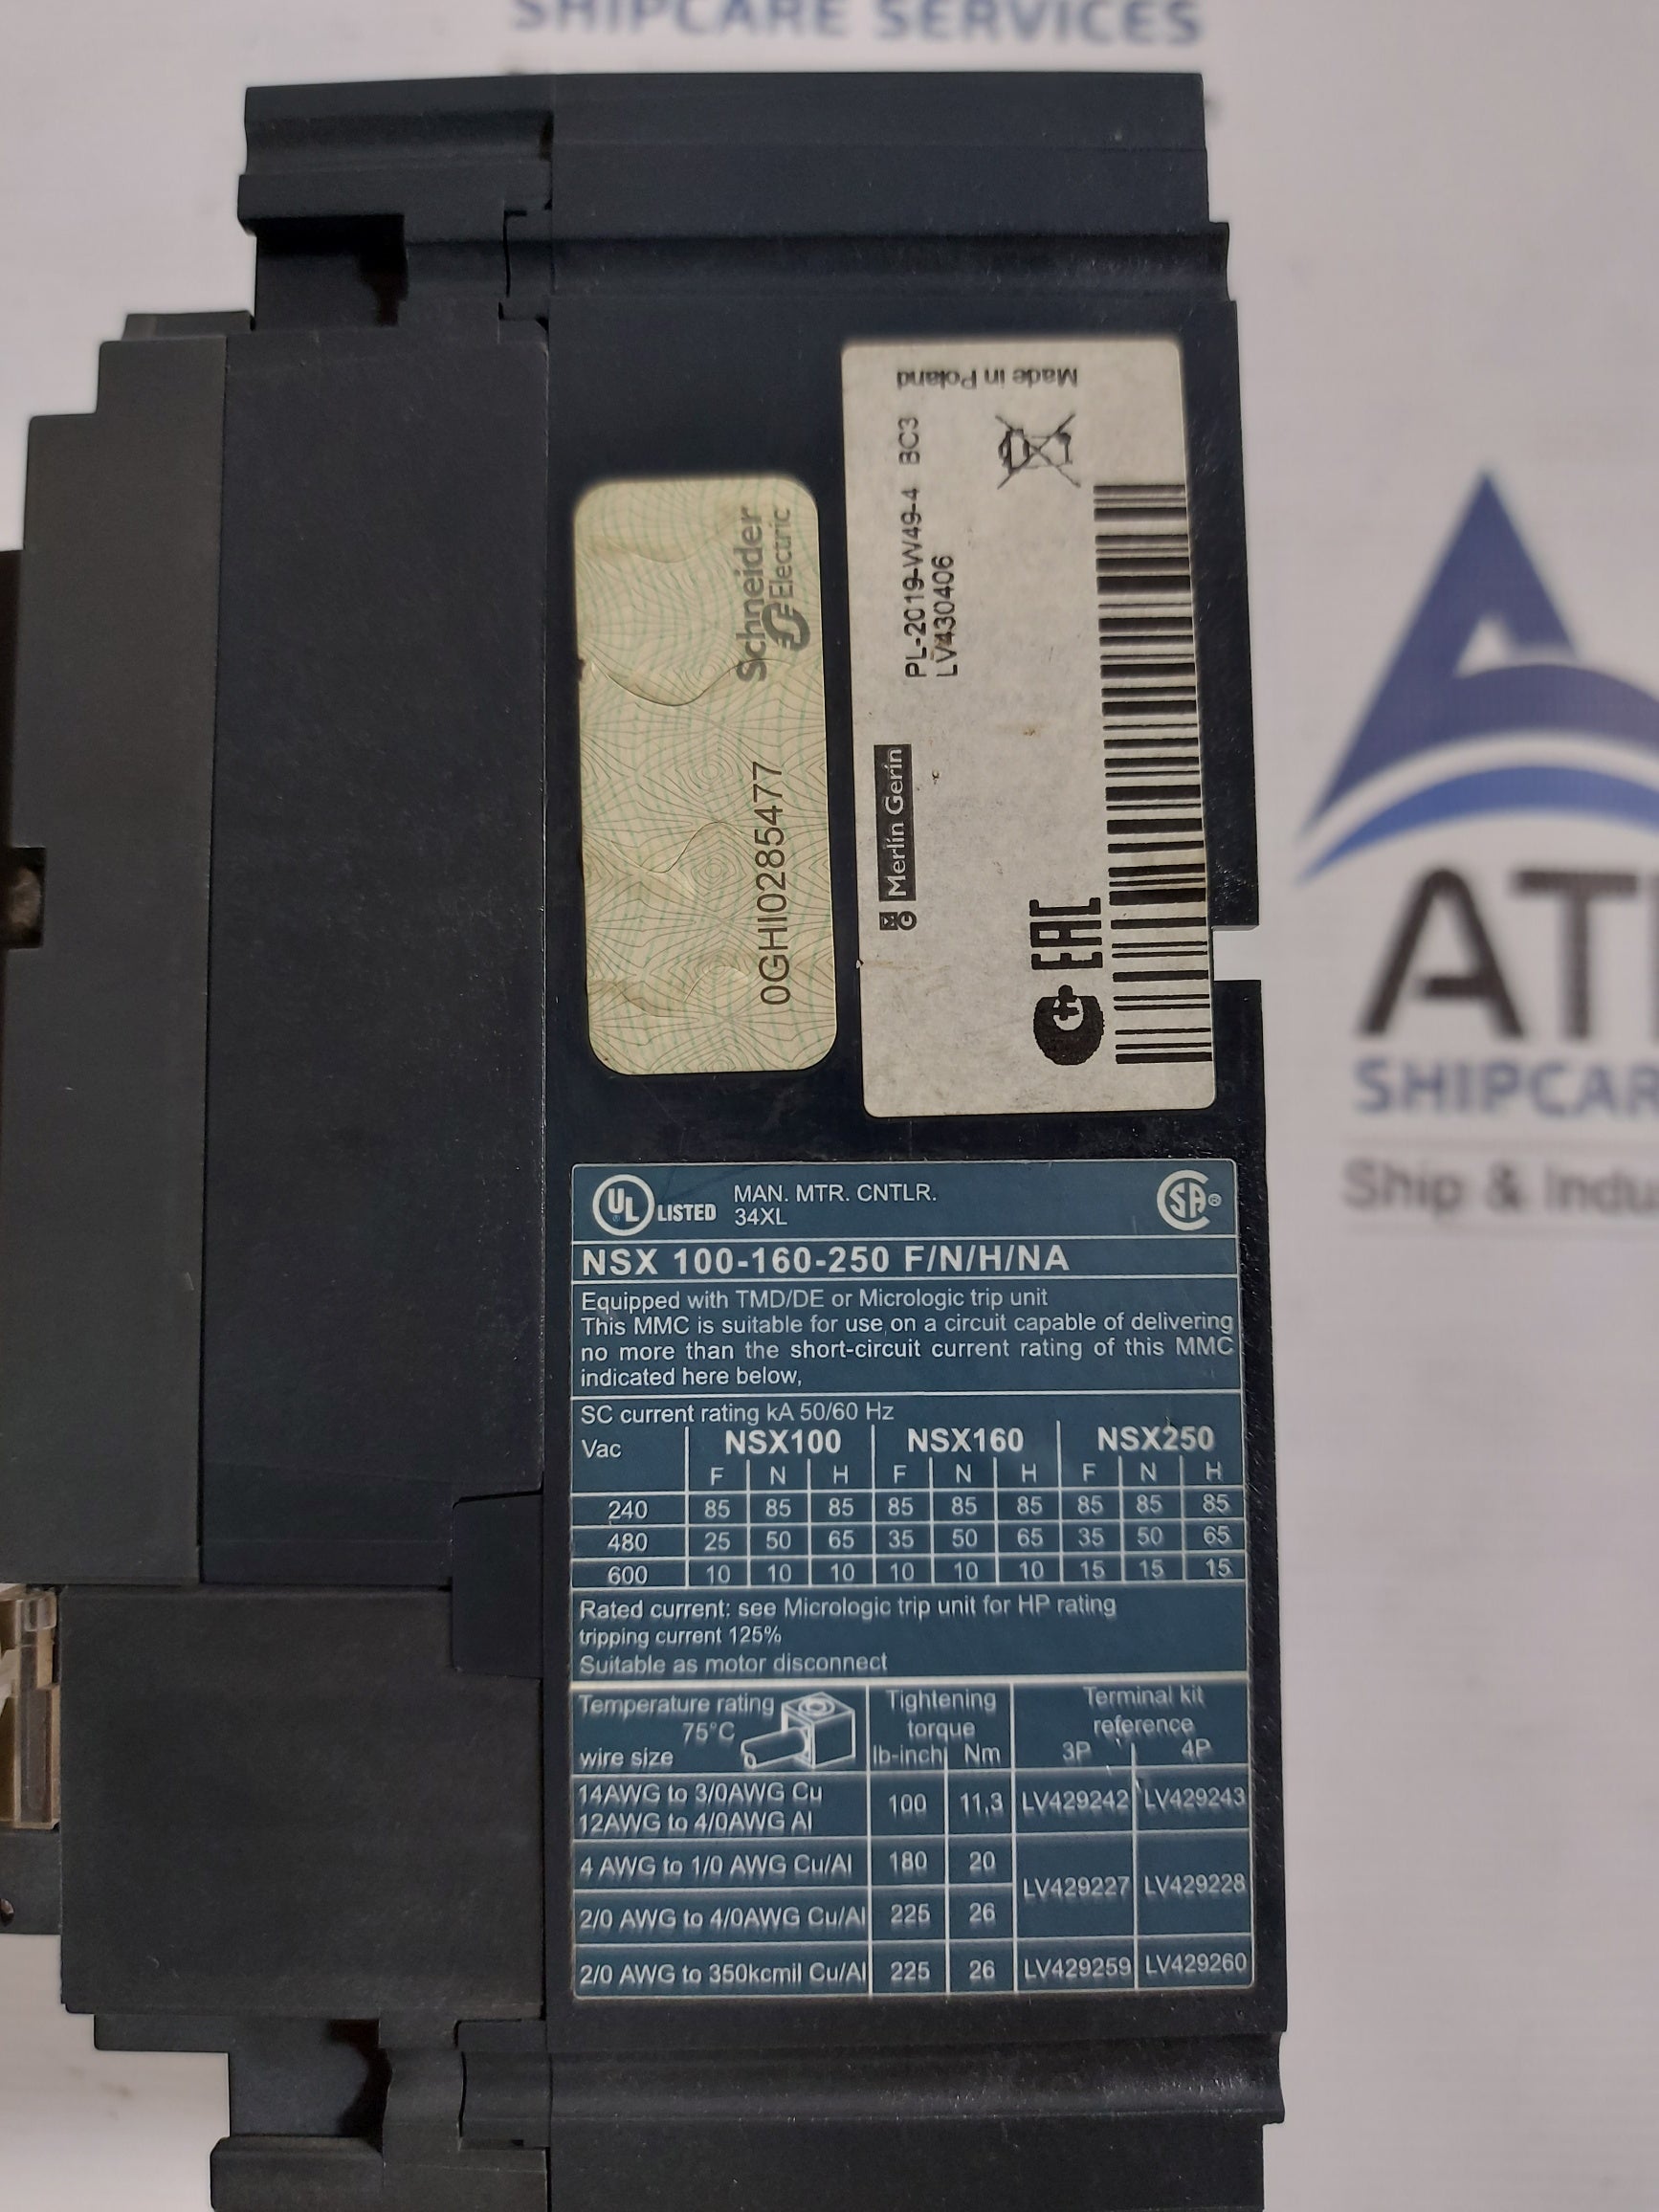 SHIPCARE SERVICES
Made in Poland
PL-2019-W49-4 BC3
LV430406
Merlin Gerin
EAC
Schneider
Electric
0GHI0285477
UL LISTED MAN. MTR. CNTLR.
34XL
SA®
NSX 100-160-250 F/N/H/NA
Equipped with TMD/DE or Micrologic trip unit
This MMC is suitable for use on a circuit capable of delivering
no more than the short-circuit current rating of this MMC
indicated here below,
SC current rating kA 50/60 Hz
Vac NSX100 NSX160 NSX250
F N H F N H F N H
240 85 85 85 85 85 85 85 85 85
480 25 50 65 35 50 65 35 50 65
600 10 10 10 10 10 10 15 15 15
Rated current: see Micrologic trip unit for HP rating
tripping current 125%
Suitable as motor disconnect
Temperature rating Tightening Terminal kit
75°C torque reference
wire size lb-inch Nm 3P 4P
14AWG to 3/0AWG Cu
12AWG to 4/0AWG Al 100 11,3 LV429242 LV429243
4 AWG to 1/0 AWG Cu/Al 180 20 LV429227 LV429228
2/0 AWG to 4/0AWG Cu/Al 225 26
2/0 AWG to 350kcmil Cu/Al 225 26 LV429259 LV429260
SHIPCAR
Ship & Indu